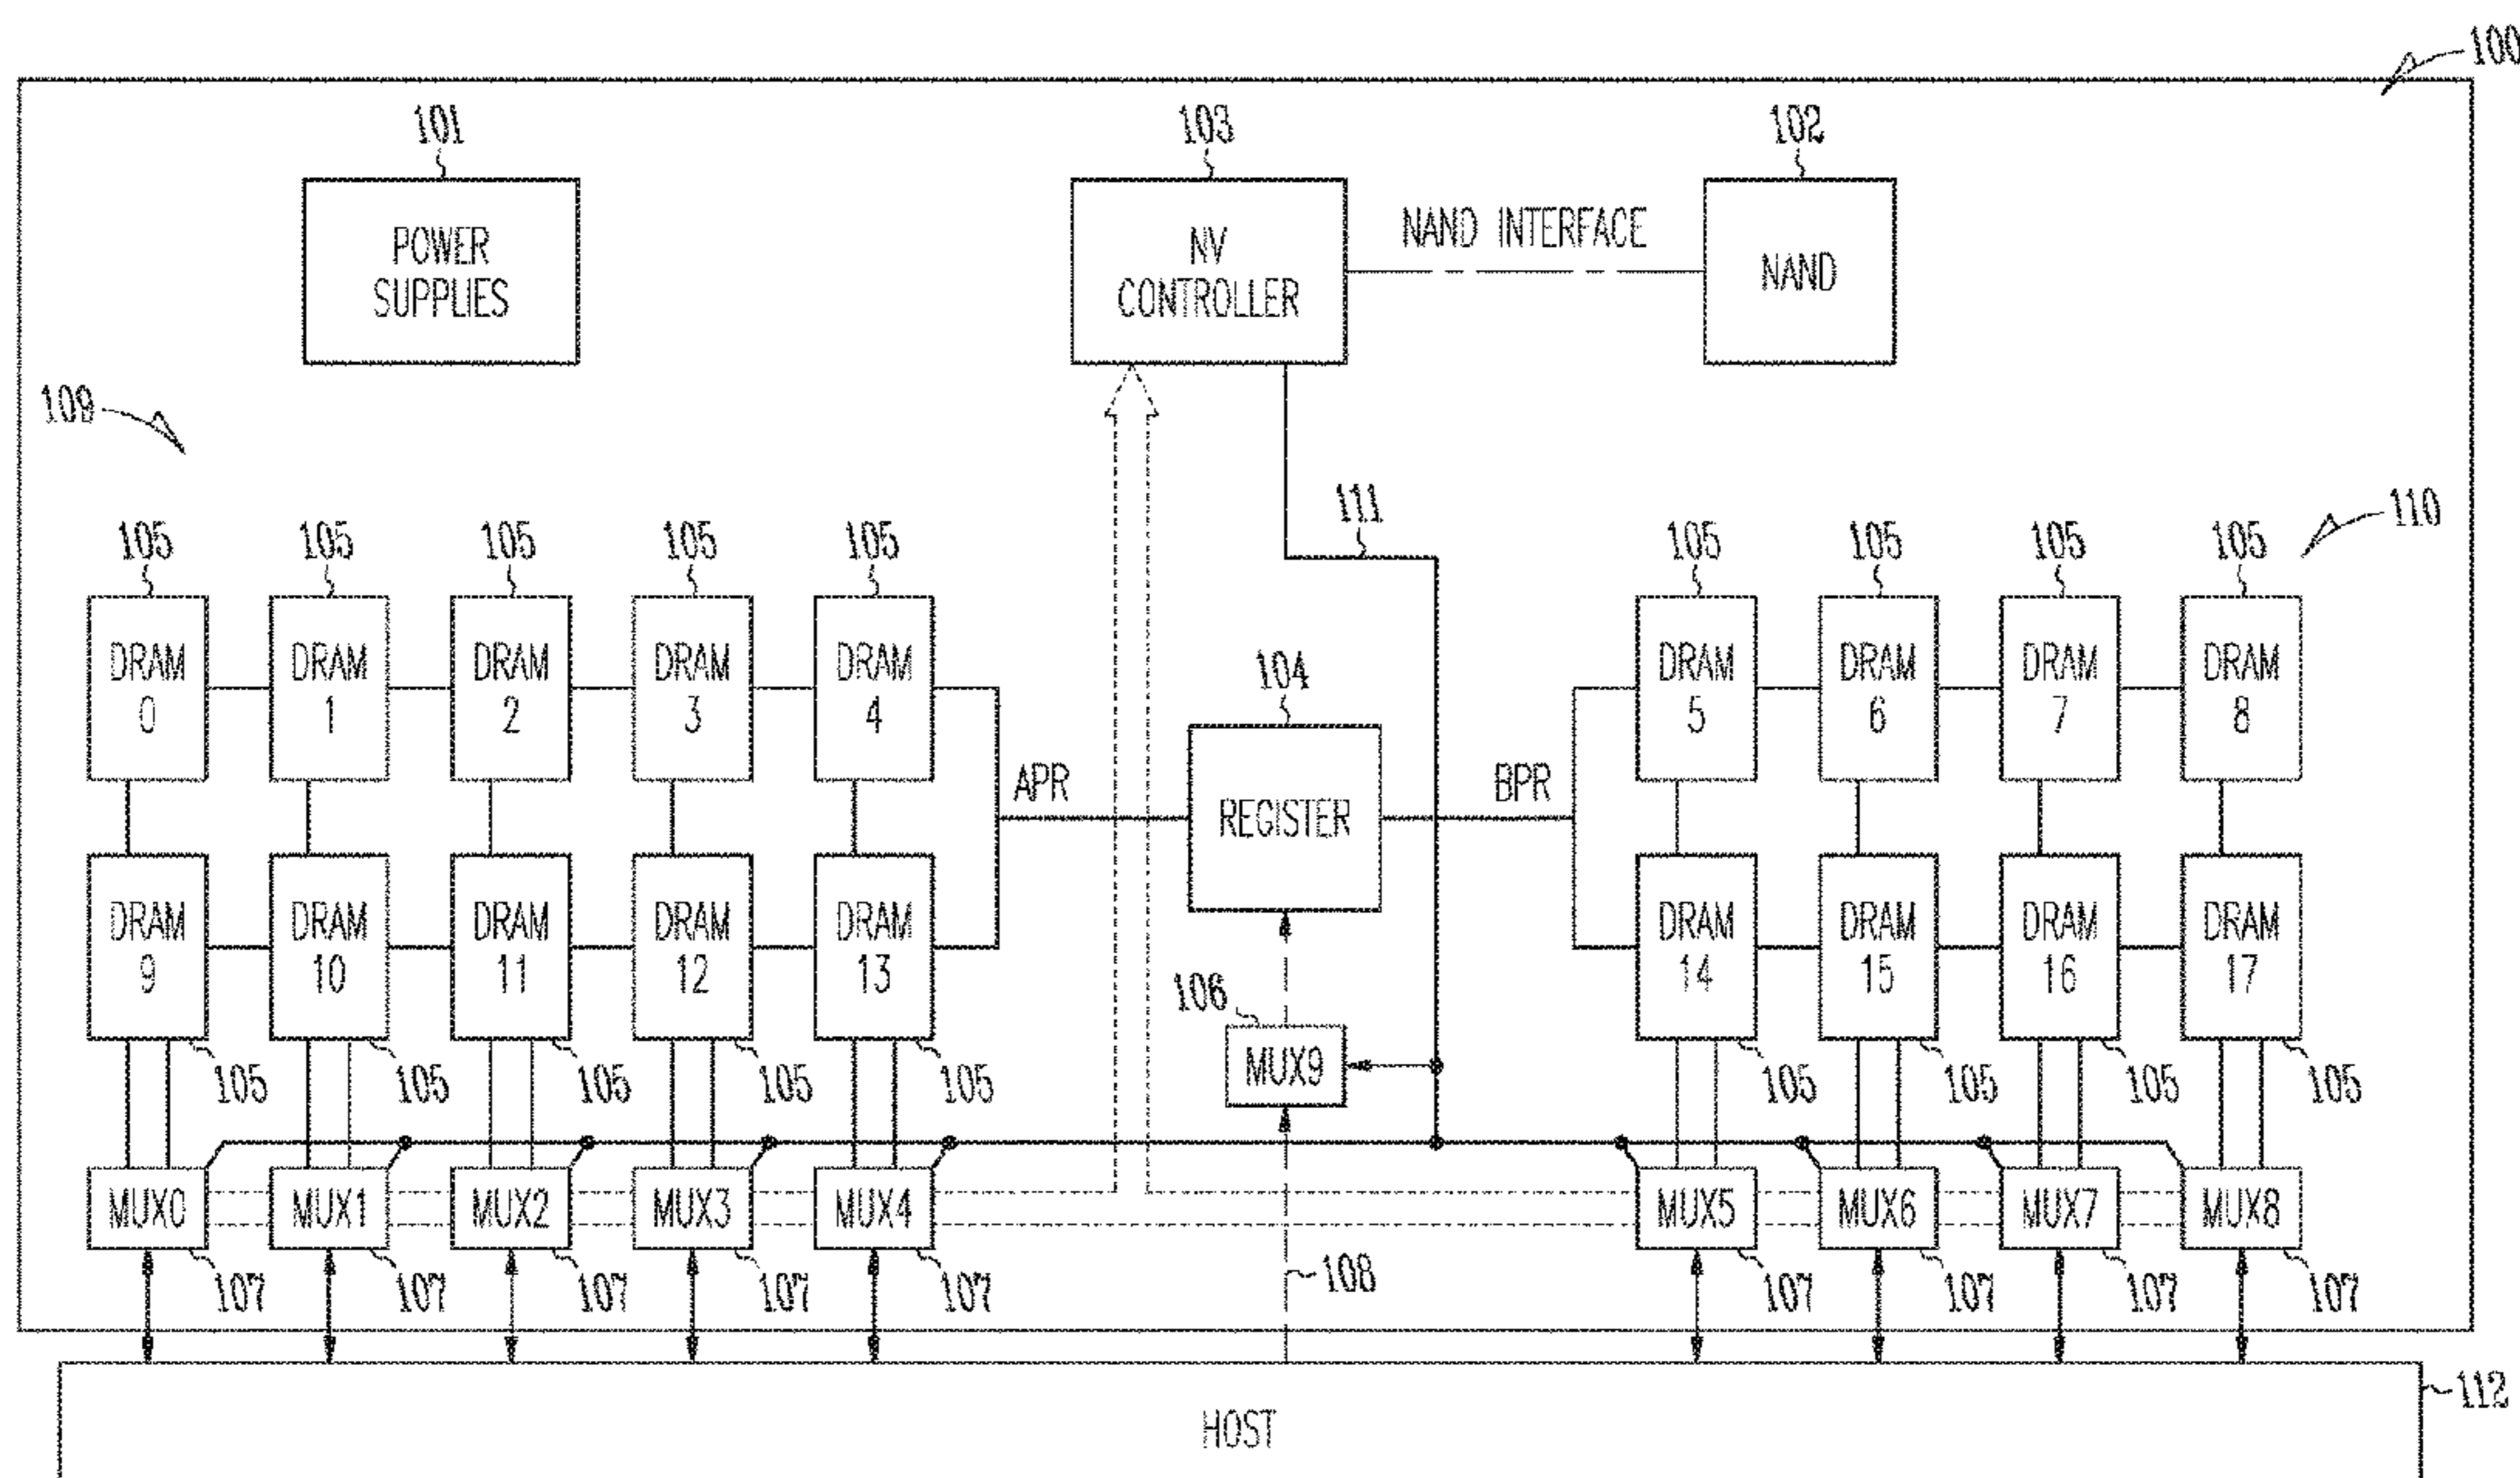 100
101
103
102
POWER
SUPPLIES
NV
CONTROLLER
NAND INTERFACE
NAND
109
111
110
105 105 105 105 105
105 105 105 105
DRAM
0
DRAM
1
DRAM
2
DRAM
3
DRAM
4
104
DRAM
5
DRAM
6
DRAM
7
DRAM
8
APR
REGISTER
BPR
DRAM
9
DRAM
10
DRAM
11
DRAM
12
DRAM
13
DRAM
14
DRAM
15
DRAM
16
DRAM
17
106
MUX9
105 105 105 105 105
105 105 105 105
MUX0 MUX1 MUX2 MUX3 MUX4
MUX5 MUX6 MUX7 MUX8
107 107 107 107 107
108
107 107 107 107
112
HOST